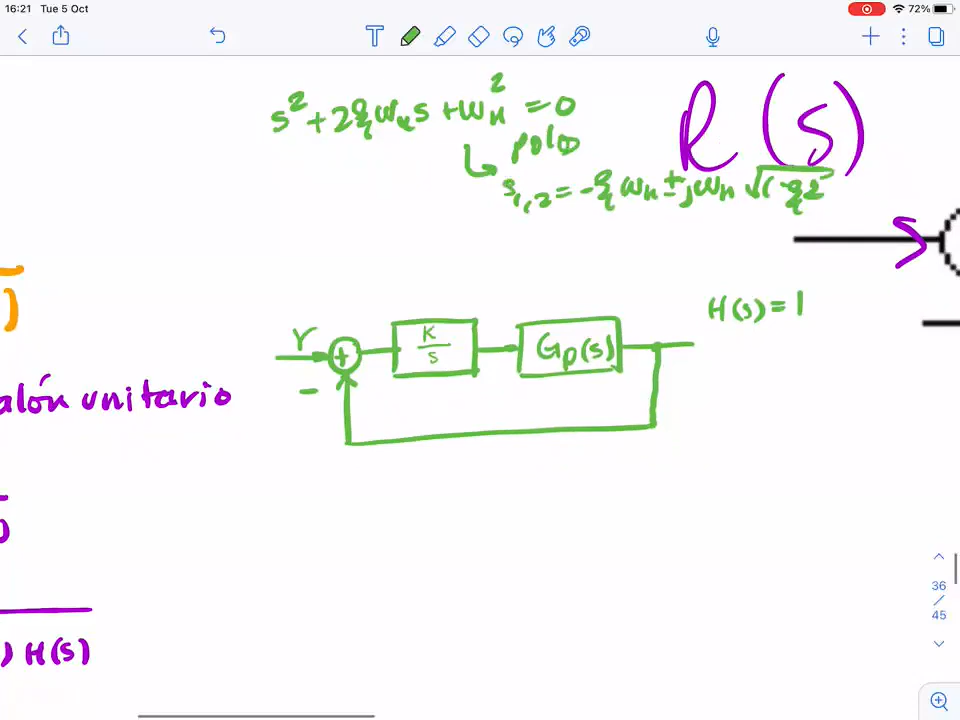 16:21 Tue 5 Oct 72%
T
s² + 2ξωₙs + ωₙ² = 0
polo
s₁,₂ = -ξωₙ ± jωₙ √(1-ξ²
R(s)
)
H(s) = 1
r + K/s Gp(s)
-
alón unitario
)
) H(s)
36
/
45